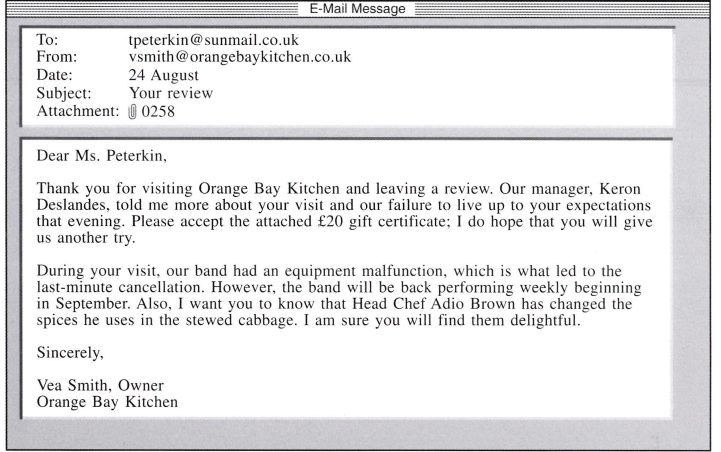 E-Mail Message
To: tpeterkin@sunmail.co.uk
From: vsmith@orangebaykitchen.co.uk
Date: 24 August
Subject: Your review
Attachment: 0258
Dear Ms. Peterkin,
Thank you for visiting Orange Bay Kitchen and leaving a review. Our manager, Keron
Deslandes, told me more about your visit and our failure to live up to your expectations
that evening. Please accept the attached £20 gift certificate; I do hope that you will give
us another try.
During your visit, our band had an equipment malfunction, which is what led to the
last-minute cancellation. However, the band will be back performing weekly beginning
in September. Also, I want you to know that Head Chef Adio Brown has changed the
spices he uses in the stewed cabbage. I am sure you will find them delightful.
Sincerely,
Vea Smith, Owner
Orange Bay Kitchen